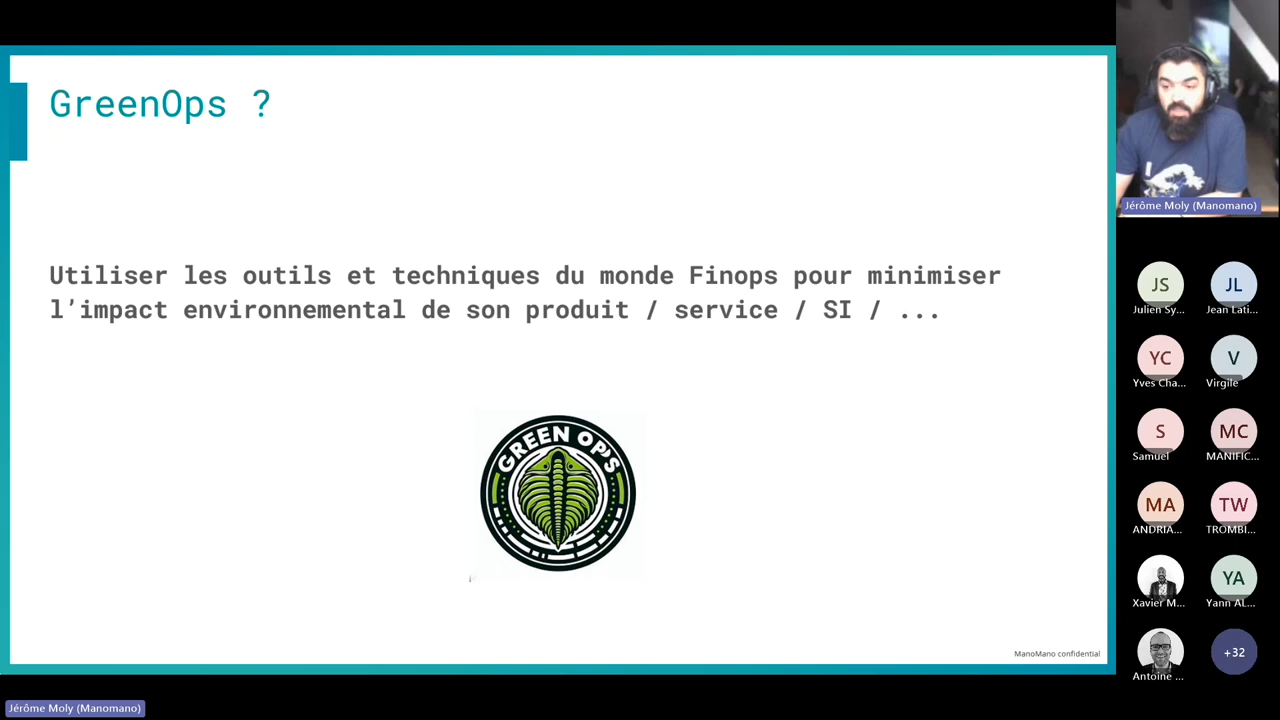 GreenOps ?
Utiliser les outils et techniques du monde Finops pour minimiser
l’impact environnemental de son produit / service / SI / ...
GREEN OP'S
ManoMano confidential
Jérôme Moly (Manomano)
JS
JL
Julien Sy...
Jean Lati...
YC
V
Yves Cha...
Virgile
S
MC
Samuel
MANIFIC...
MA
TW
ANDRIA...
TROMBI...
YA
Xavier M...
Yann AL...
+32
Antoine ...
Jérôme Moly (Manomano)